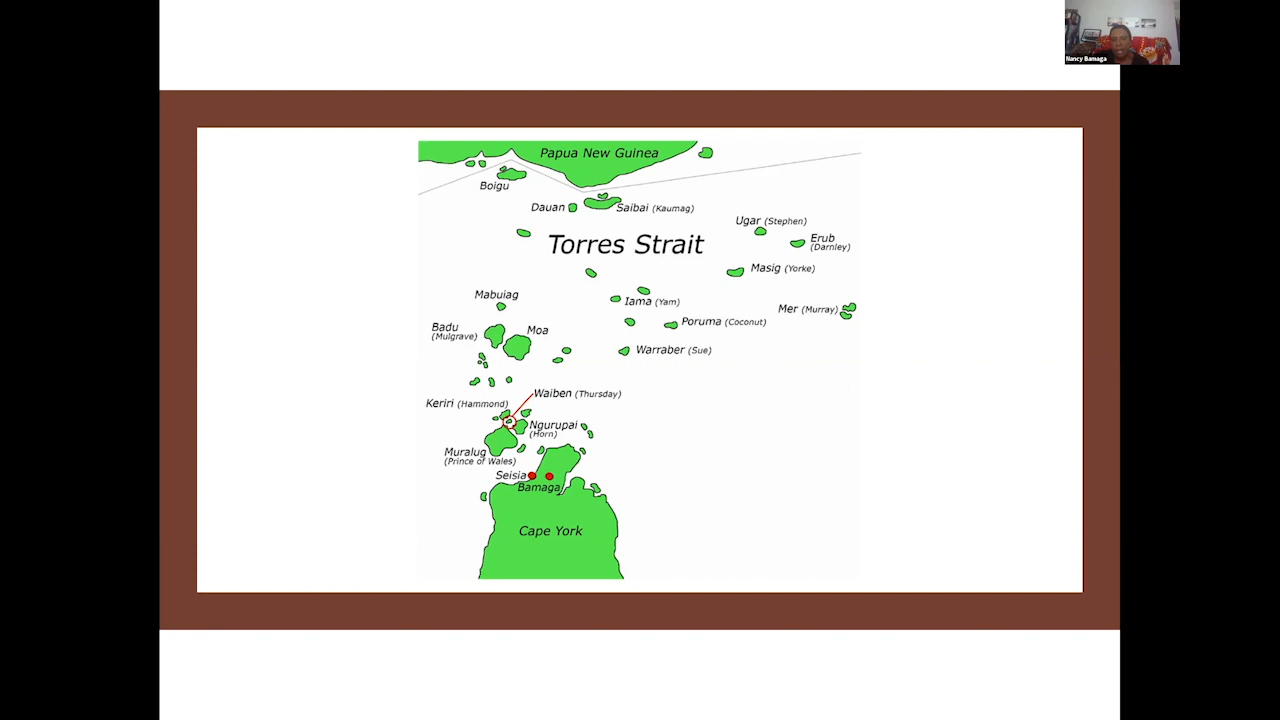 Nancy Bamaga
Papua New Guinea
Boigu
Dauan
Saibai (Kaumag)
Ugar (Stephen)
Erub
(Darnley)
Torres Strait
Masig (Yorke)
Mabuiag
Iama (Yam)
Mer (Murray)
Poruma (Coconut)
Badu
(Mulgrave)
Moa
Warraber (Sue)
Waiben (Thursday)
Keriri (Hammond)
Ngurupai
(Horn)
Muralug
(Prince of Wales)
Seisia
Bamaga
Cape York